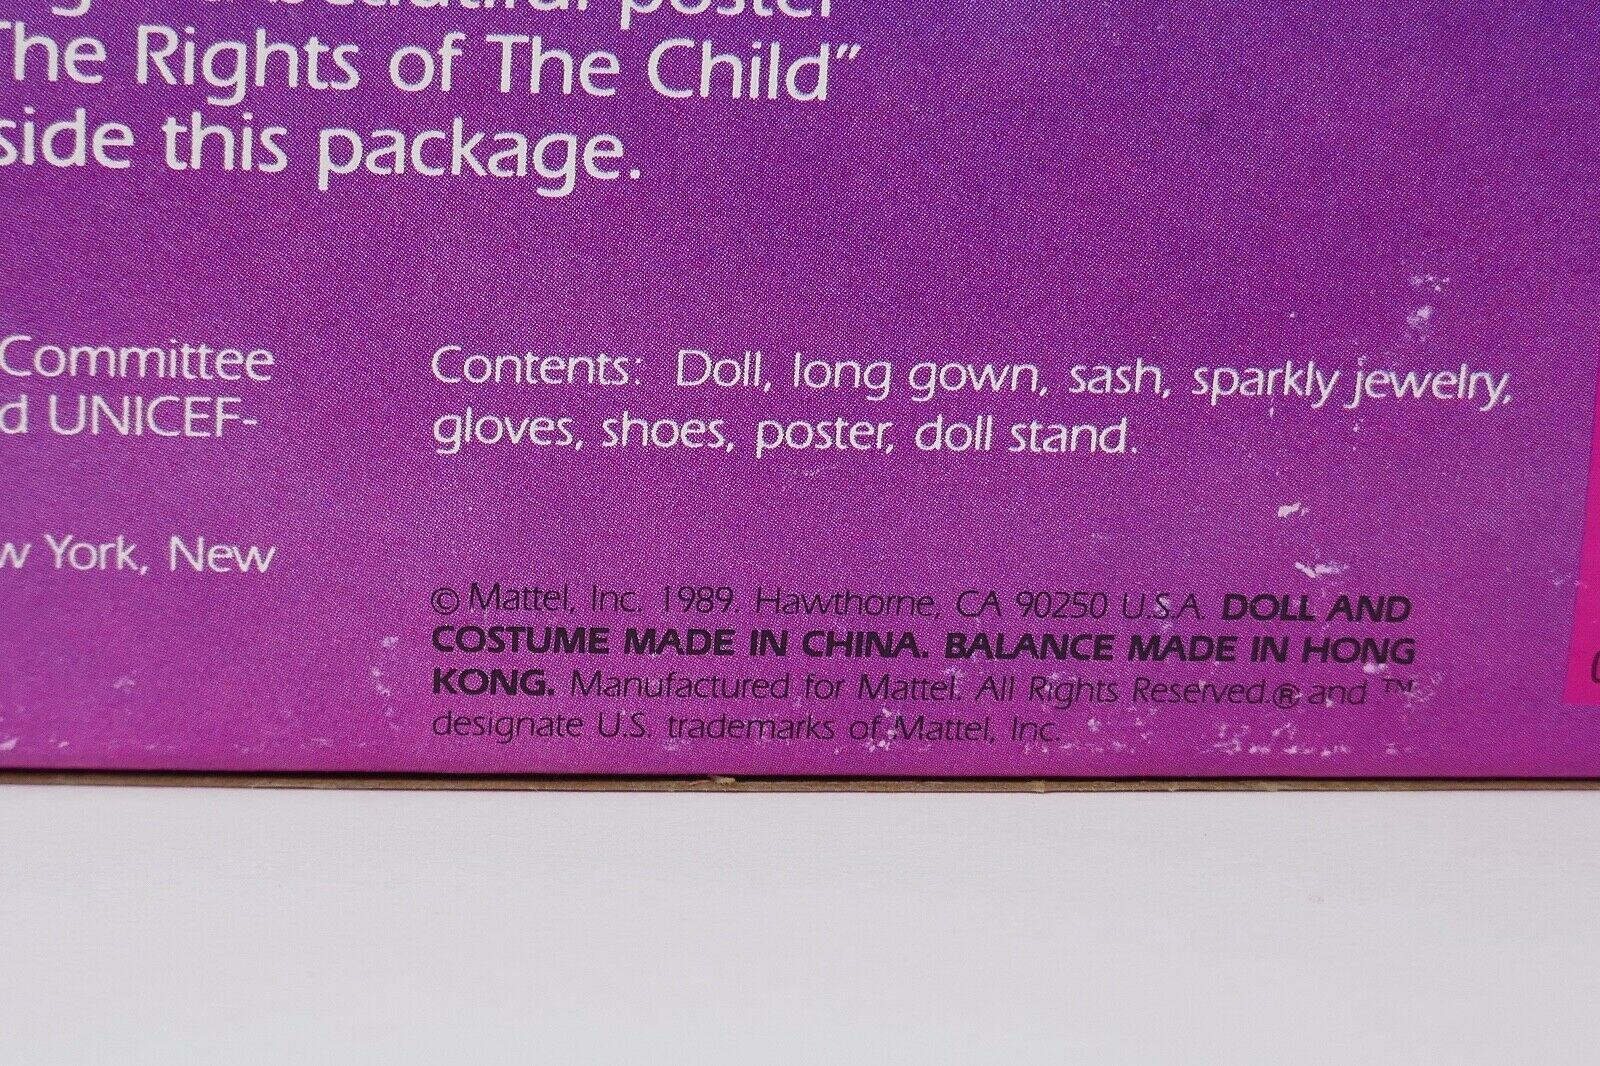 beautiful poster
The Rights of The Child"
side this package.
Committee
d UNICEF-
w York, New
Contents: Doll, long gown, sash, sparkly jewelry,
gloves, shoes, poster, doll stand.
© Mattel, Inc. 1989. Hawthorne, CA 90250 U.S.A. DOLL AND
COSTUME MADE IN CHINA. BALANCE MADE IN HONG
KONG. Manufactured for Mattel. All Rights Reserved.® and ™
designate U.S. trademarks of Mattel, Inc.